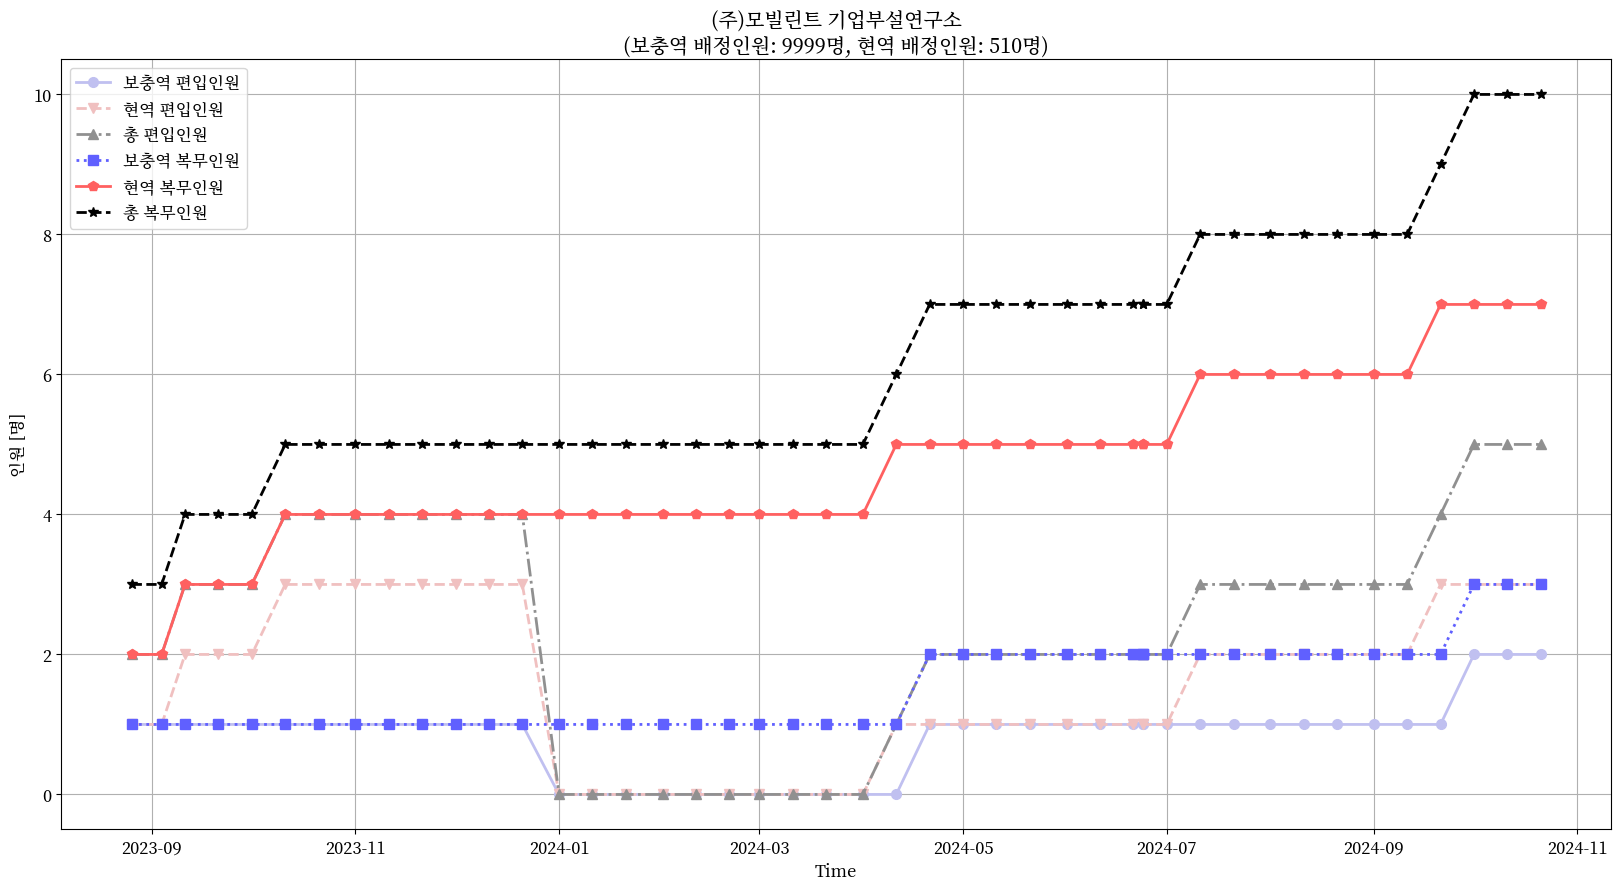 (주)모빌린트 기업부설연구소
(보충역 배정인원: 9999명, 현역 배정인원: 510명)
보충역 편입인원
현역 편입인원
총 편입인원
보충역 복무인원
현역 복무인원
총 복무인원
인원 [명]
10
8
6
4
2
0
2023-09
2023-11
2024-01
2024-03
2024-05
2024-07
2024-09
2024-11
Time